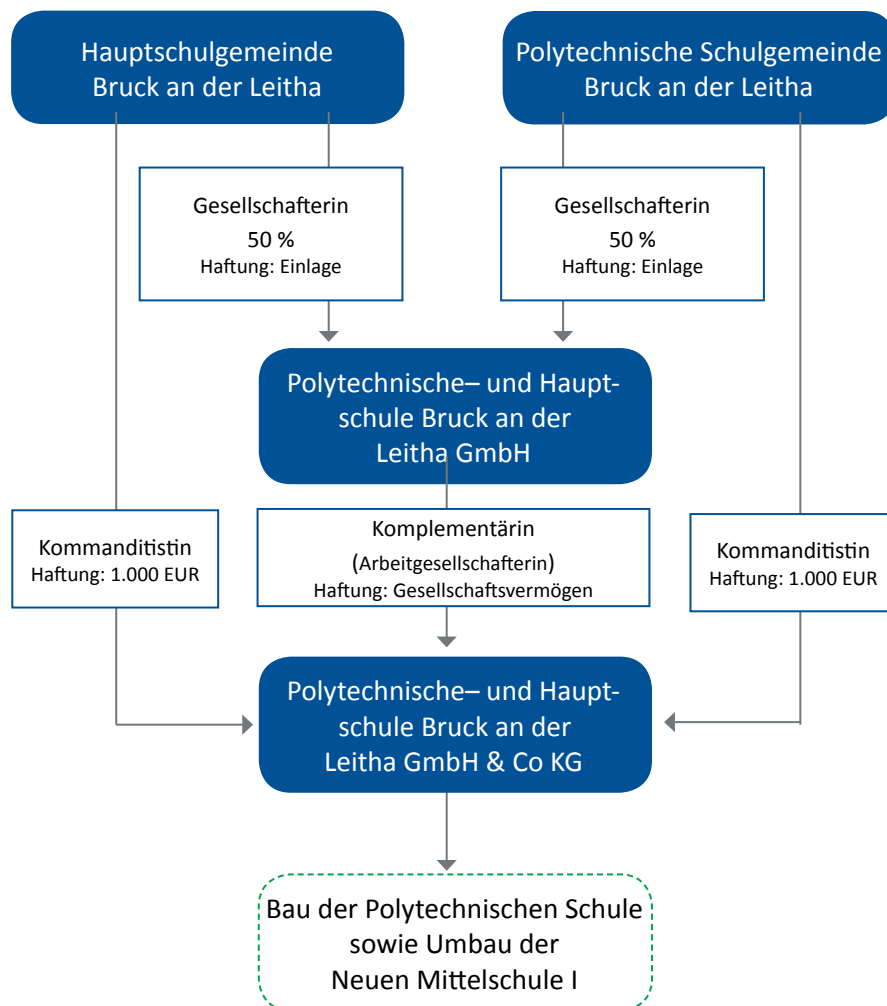 Hauptschulgemeinde
Bruck an der Leitha
Polytechnische Schulgemeinde
Bruck an der Leitha
Gesellschafterin
50 %
Haftung: Einlage
Gesellschafterin
50 %
Haftung: Einlage
Polytechnische– und Haupt-
schule Bruck an der
Leitha GmbH
Kommanditistin
Haftung: 1.000 EUR
Komplementärin
(Arbeitgesellschafterin)
Haftung: Gesellschaftsvermögen
Kommanditistin
Haftung: 1.000 EUR
Polytechnische– und Haupt-
schule Bruck an der
Leitha GmbH & Co KG
Bau der Polytechnischen Schule
sowie Umbau der
Neuen Mittelschule I